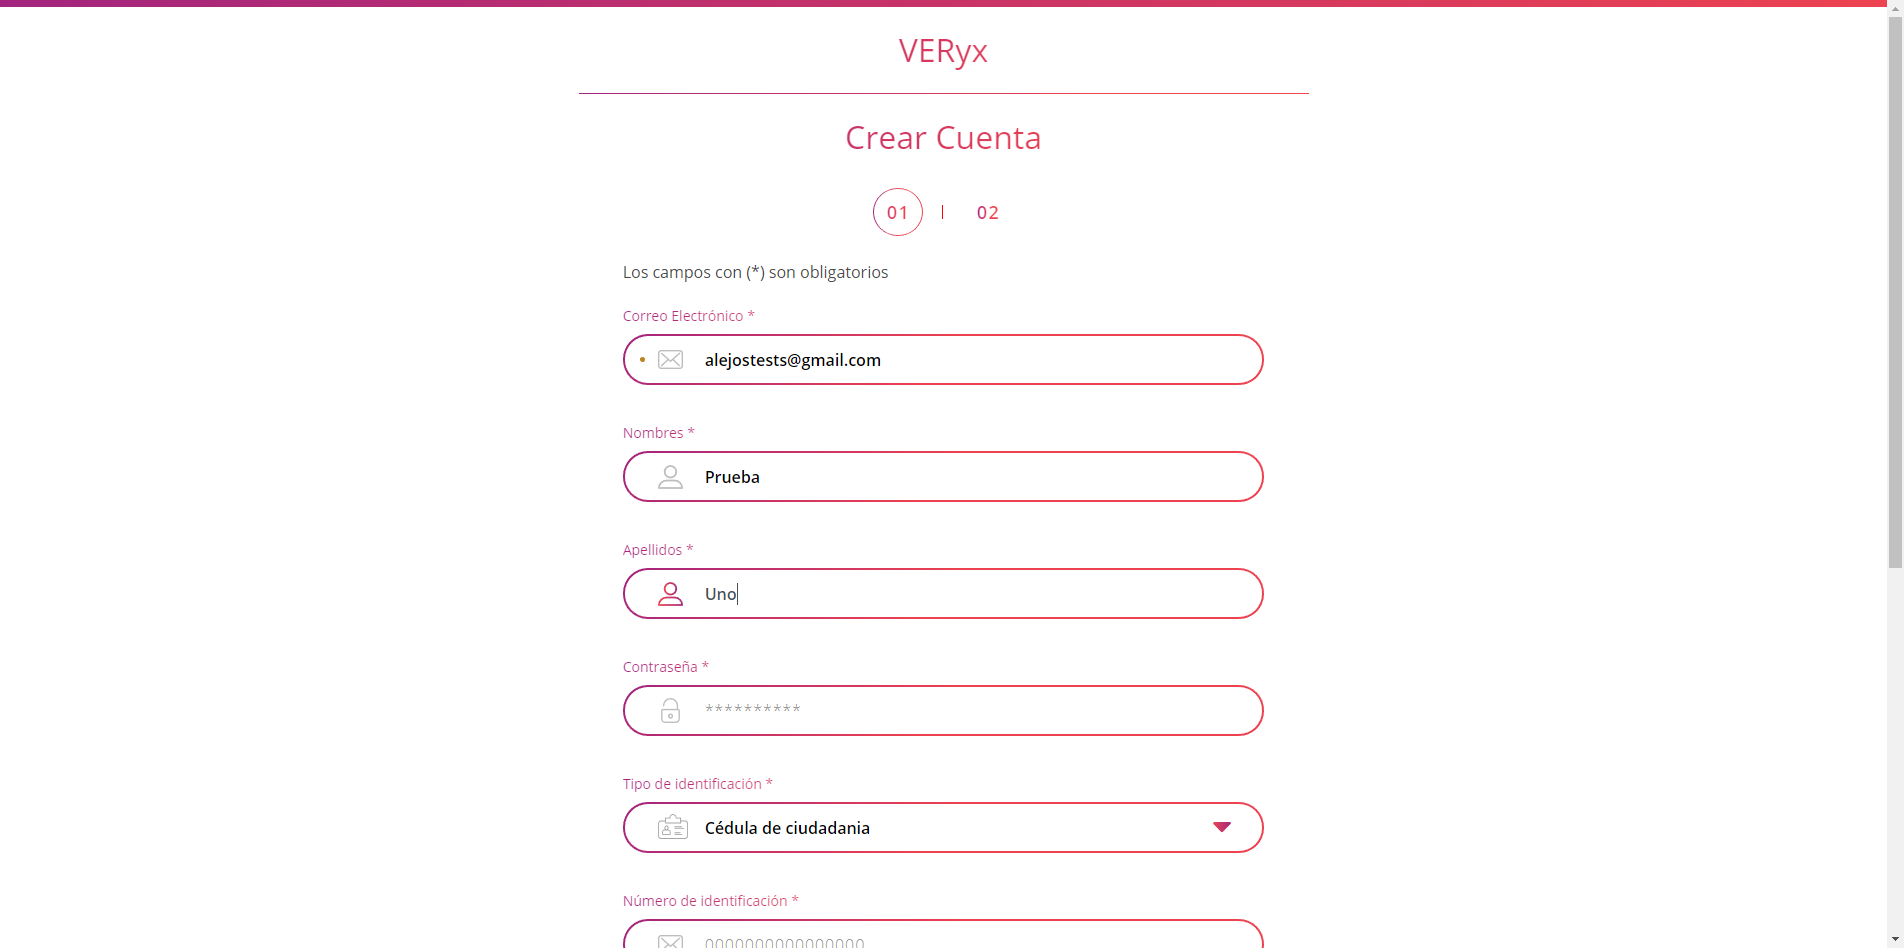 VERyx
Crear Cuenta
01 02
Los campos con (*) son obligatorios
Correo Electrónico *
alejostests@gmail.com
Nombres *
Prueba
Apellidos *
Uno
Contraseña *
**********
Tipo de identificación *
Cédula de ciudadania
Número de identificación *
0000000000000000